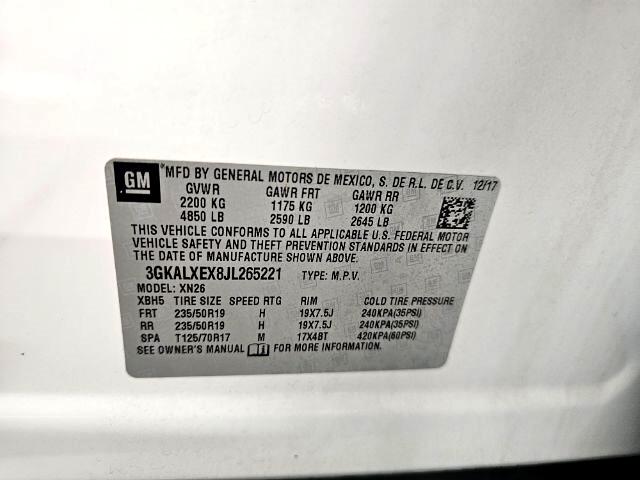 GM
*MFD BY GENERAL MOTORS DE MEXICO, S. DE R.L. DE C.V. 12/17
GVWR GAWR FRT GAWR RR
2200 KG 1175 KG 1200 KG
4850 LB 2590 LB 2645 LB
THIS VEHICLE CONFORMS TO ALL APPLICABLE U.S. FEDERAL MOTOR
VEHICLE SAFETY AND THEFT PREVENTION STANDARDS IN EFFECT ON
THE DATE OF MANUFACTURE SHOWN ABOVE.
3GKALXEX8JL265221 TYPE: M.P.V.
MODEL: XN26
XBH5 TIRE SIZE SPEED RTG RIM COLD TIRE PRESSURE
FRT 235/50R19 H 19X7.5J 240KPA(35PSI)
RR 235/50R19 H 19X7.5J 240KPA(35PSI)
SPA T125/70R17 M 17X4BT 420KPA(60PSI)
SEE OWNER'S MANUAL FOR MORE INFORMATION.